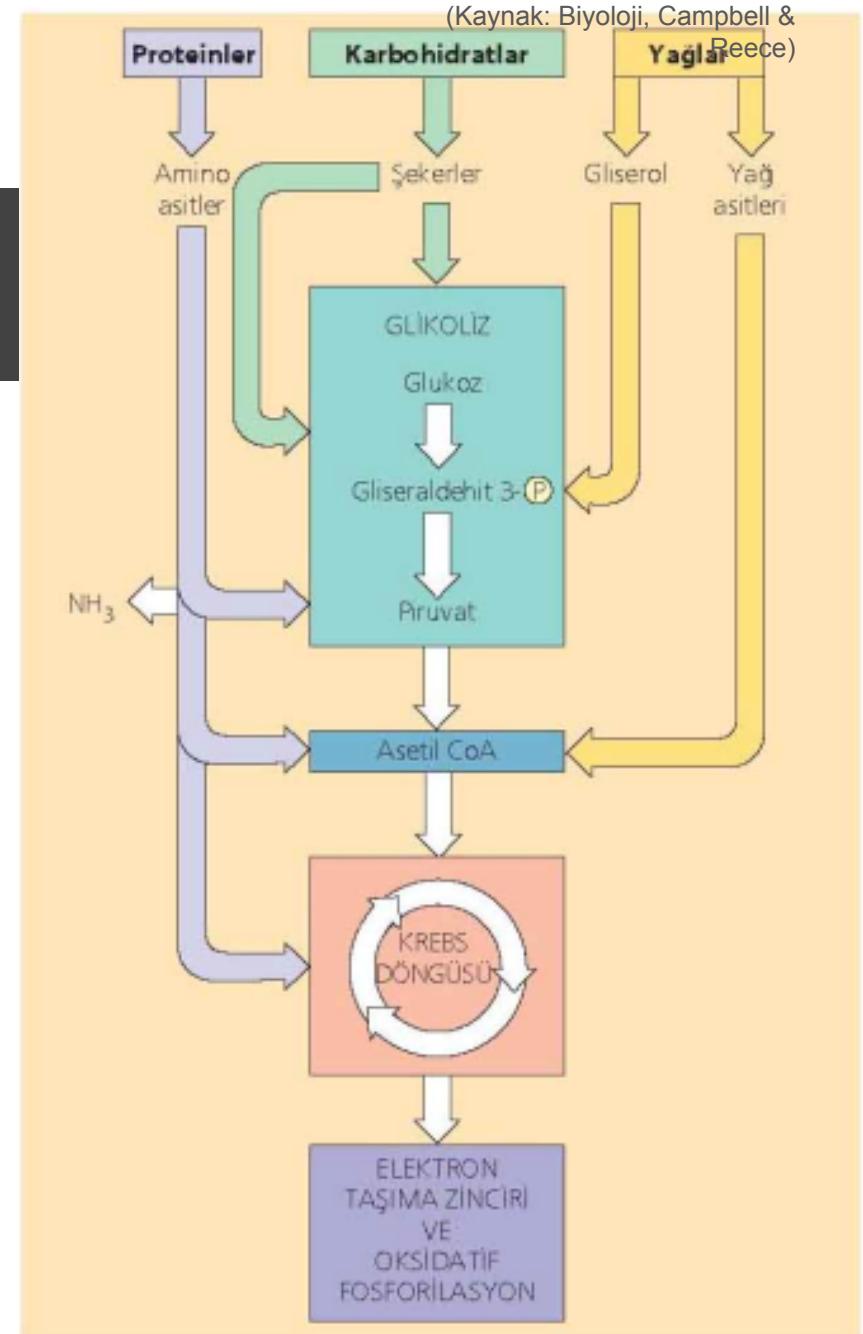 (Kaynak: Biyoloji, Campbell &
Reece)
Proteinler
Karbohidratlar
Yağlar
Amino
asitler
Şekerler
Gliserol
Yağ
asitleri
GLİKOLİZ
Glukoz
Gliseraldehit 3-P
NH₃
Piruvat
Asetil CoA
KREBS
DÖNGÜSÜ
ELEKTRON
TAŞIMA ZİNCİRİ
VE
OKSİDATİF
FOSFORİLASYON